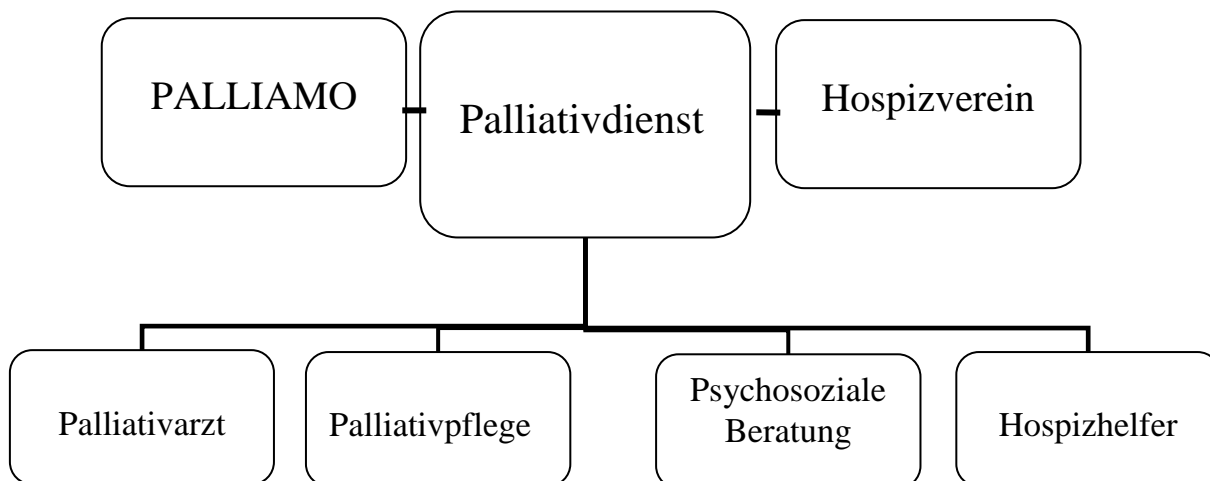 PALLIAMO
Palliativdienst
Hospizverein
Palliativarzt
Palliativpflege
Psychosoziale
Beratung
Hospizhelfer